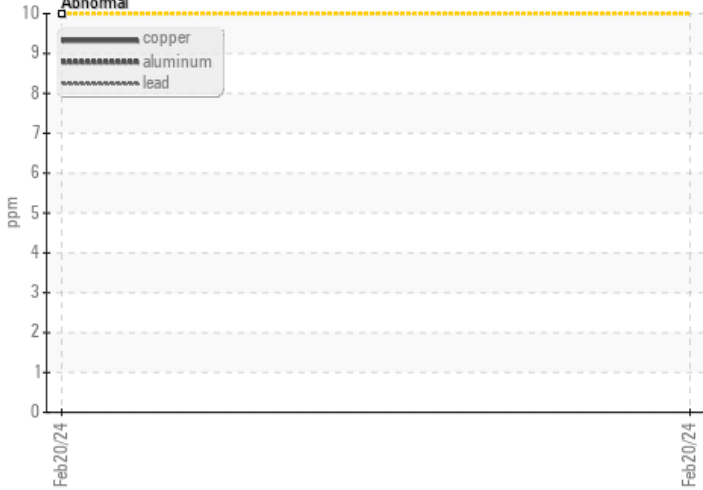 Abnormal
10
copper
9
aluminum
lead
8
7
6
5
ppm
4
3
2
1
0
Feb20/24
Feb20/24